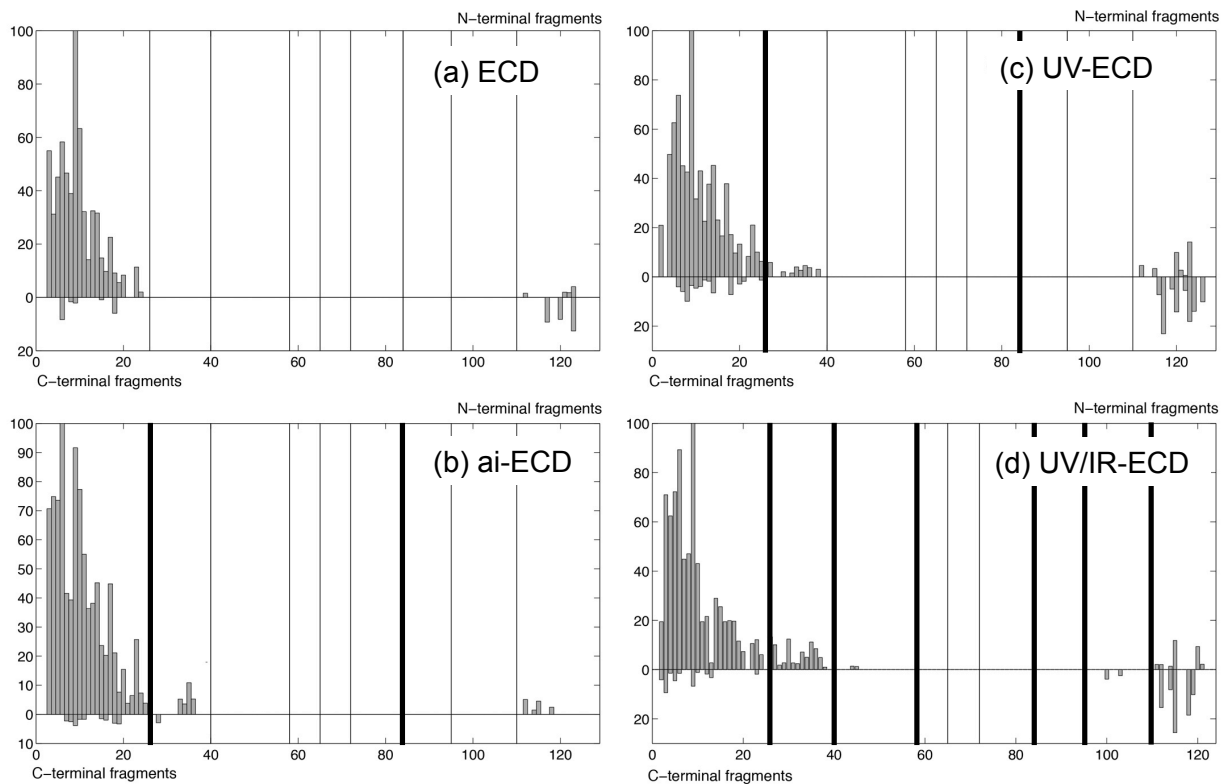 N−terminal fragments
(a) ECD
100
80
60
40
20
0
20
0 20 40 60 80 100 120
C−terminal fragments
N−terminal fragments
(c) UV-ECD
100
80
60
40
20
0
20
0 20 40 60 80 100 120
C−terminal fragments
N−terminal fragments
(b) ai-ECD
100
90
80
70
60
50
40
30
20
10
0
10
0 20 40 60 80 100 120
C−terminal fragments
N−terminal fragments
(d) UV/IR-ECD
100
80
60
40
20
0
20
0 20 40 60 80 100 120
C−terminal fragments